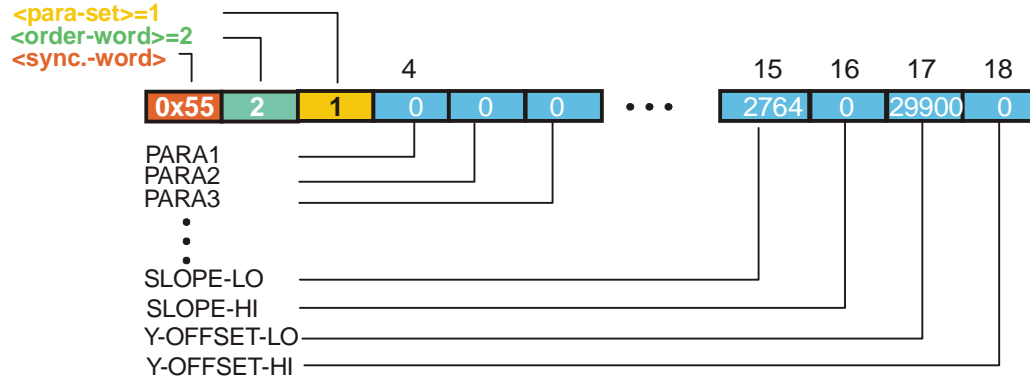 <para-set>=1
<order-word>=2
<sync.-word>
4 15 16 17 18
0x55 2 1 0 0 0 2764 0 29900 0
PARA1
PARA2
PARA3
SLOPE-LO
SLOPE-HI
Y-OFFSET-LO
Y-OFFSET-HI